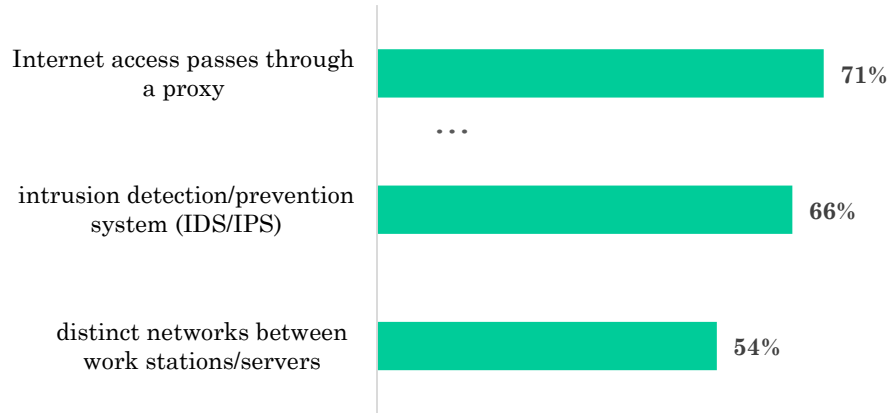 Internet access passes through
a proxy
71%
...
intrusion detection/prevention
system (IDS/IPS)
66%
distinct networks between
work stations/servers
54%